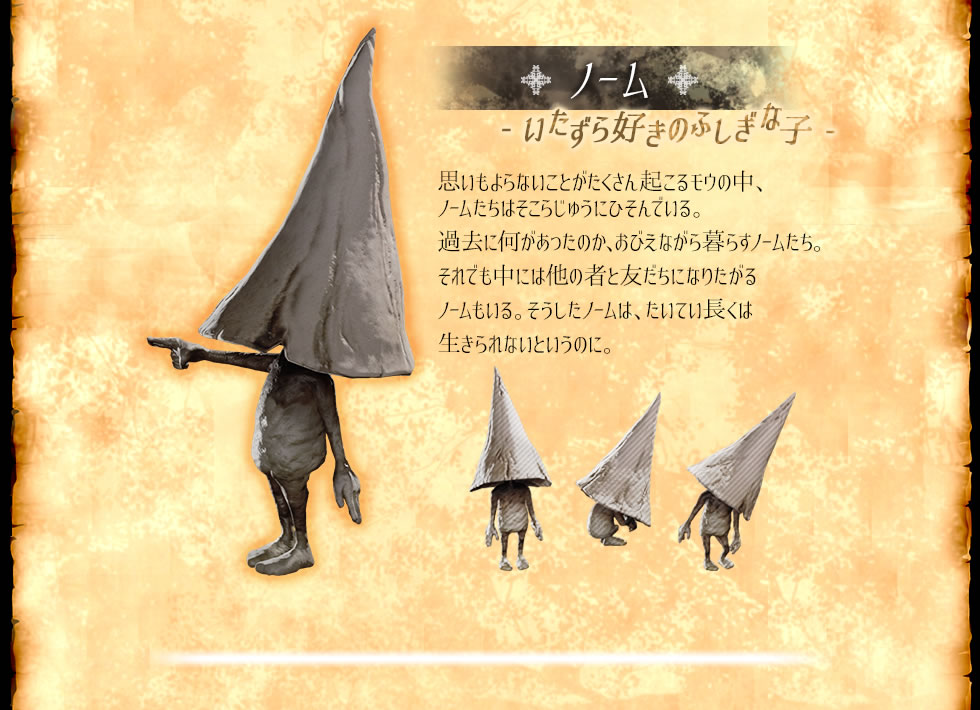 ノーム
- いたずら好きのふしぎな子 -
思いもよらないことがたくさん起こるモウの中、
ノームたちはそこらじゅうにひそんでいる。
過去に何があったのか、おびえながら暮らすノームたち。
それでも中には他の者と友だちになりたがる
ノームもいる。そうしたノームは、たいてい長くは
生きられないというのに。